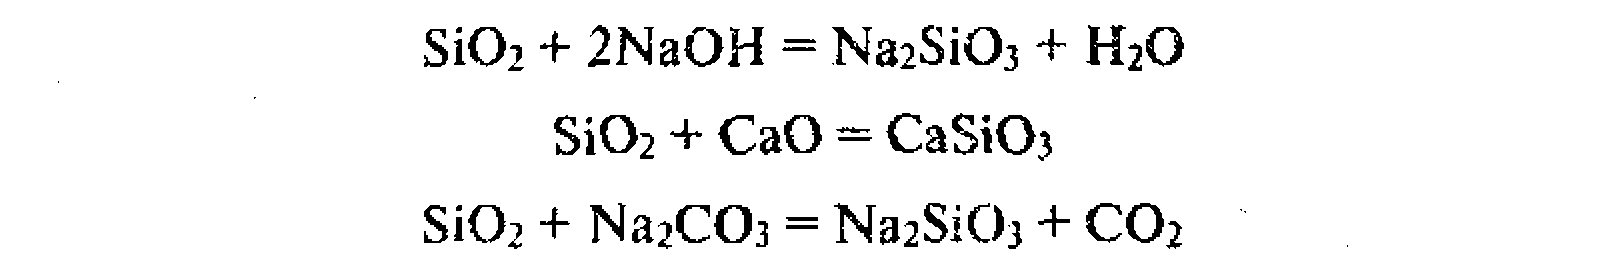 SiO₂ + 2NaOH = Na₂SiO₃ + H₂O
SiO₂ + CaO = CaSiO₃
SiO₂ + Na₂CO₃ = Na₂SiO₃ + CO₂